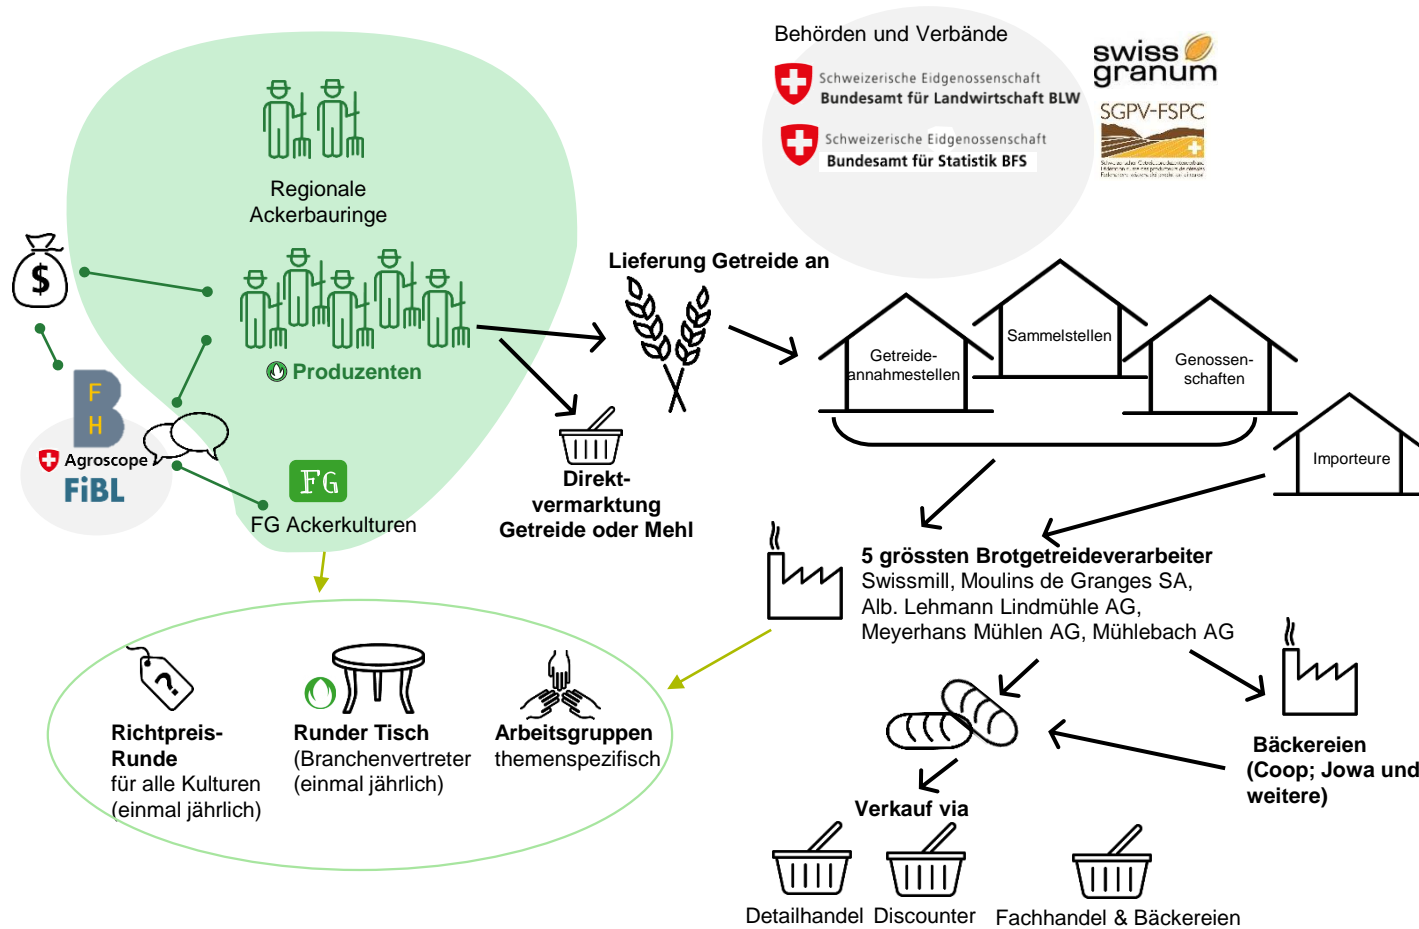 Behörden und Verbände
Schweizerische Eidgenossenschaft
Bundesamt für Landwirtschaft BLW
Schweizerische Eidgenossenschaft
Bundesamt für Statistik BFS
swiss
granum
SGPV-FSPC
Regionale
Ackerbauringe
$
Produzenten
Lieferung Getreide an
Getreide-
annahmestellen
Sammelstellen
Genossen-
schaften
Importeure
B
F
H
Agroscope
FiBL
FG
FG Ackerkulturen
Direkt-
vermarktung
Getreide oder Mehl
5 grössten Brotgetreideverarbeiter
Swissmill, Moulins de Granges SA,
Alb. Lehmann Lindmühle AG,
Meyerhans Mühlen AG, Mühlebach AG
?
Richtpreis-
Runde
für alle Kulturen
(einmal jährlich)
Runder Tisch
(Branchenvertreter
(einmal jährlich)
Arbeitsgruppen
themenspezifisch
Bäckereien
(Coop; Jowa und
weitere)
Verkauf via
Detailhandel
Discounter
Fachhandel & Bäckereien